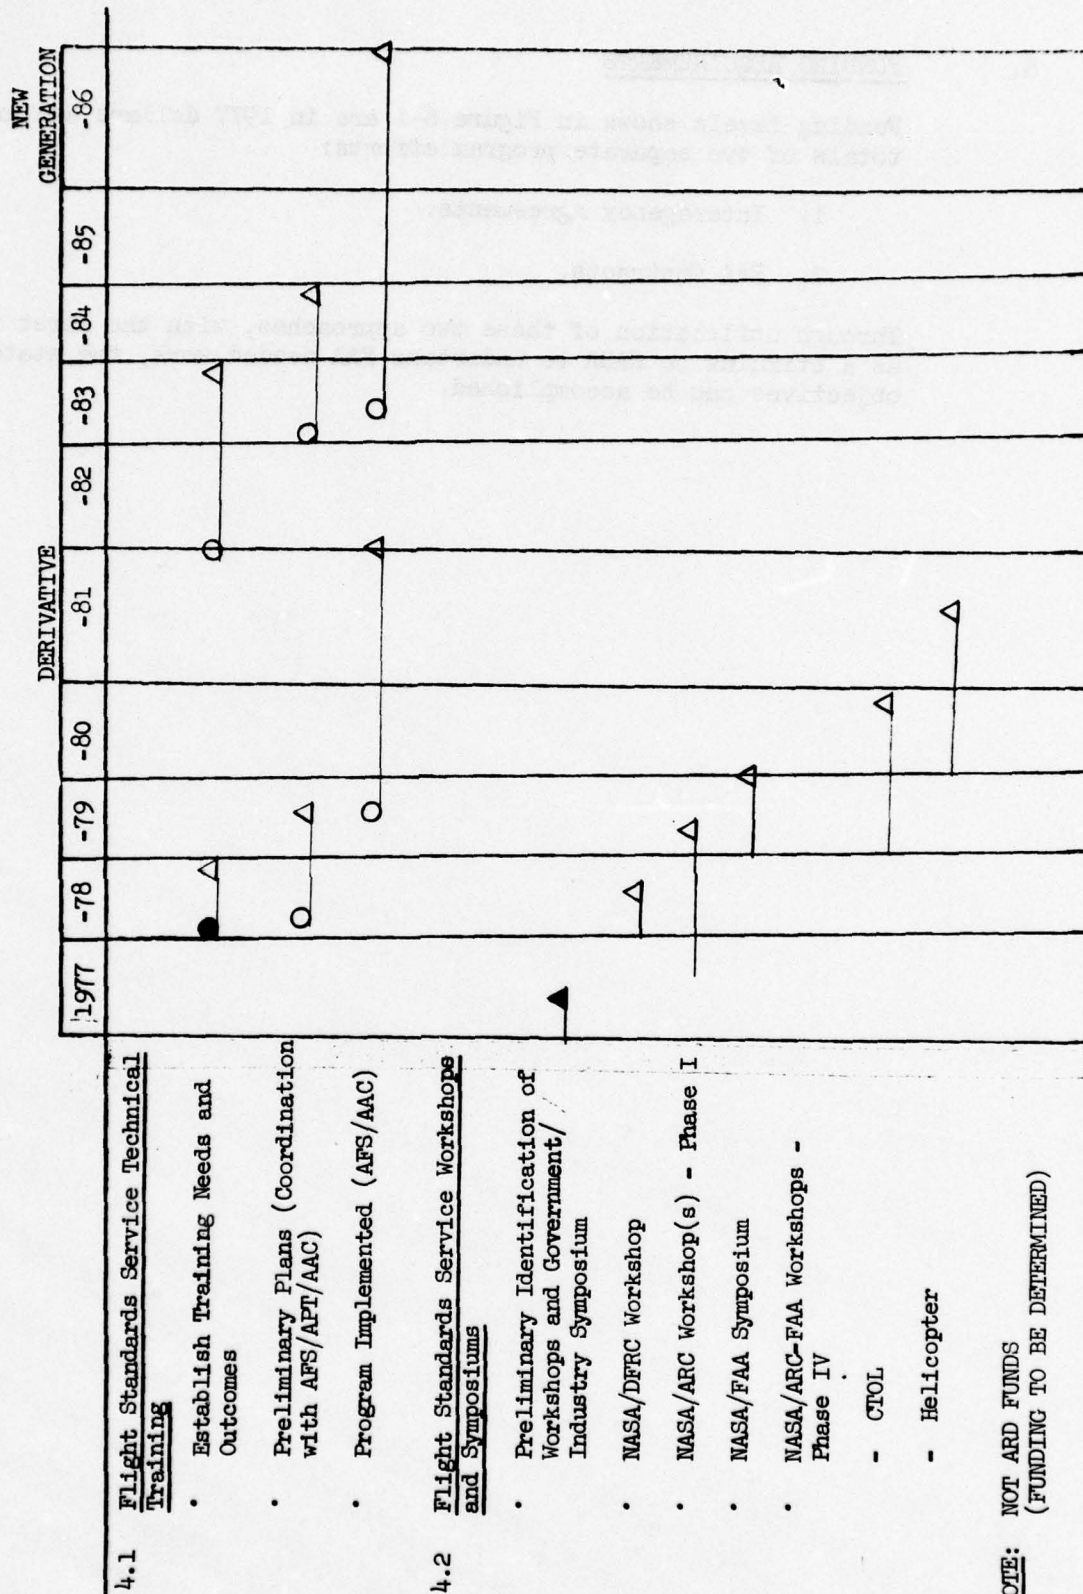 DERIVATIVE
NEW
GENERATION
1977 -78 -79 -80 -81 -82 -83 -84 -85 -86
4.1 Flight Standards Service Technical
Training
• Establish Training Needs and
Outcomes
• Preliminary Plans (Coordination
with AFS/APT/AAC)
• Program Implemented (AFS/AAC)
4.2 Flight Standards Service Workshops
and Symposiums
• Preliminary Identification of
Workshops and Government/
Industry Symposium
• NASA/DFRC Workshop
• NASA/ARC Workshop(s) - Phase I
• NASA/FAA Symposium
• NASA/ARC-FAA Workshops -
Phase IV
- CTOL
- Helicopter
OTE: NOT ARD FUNDS
(FUNDING TO BE DETERMINED)